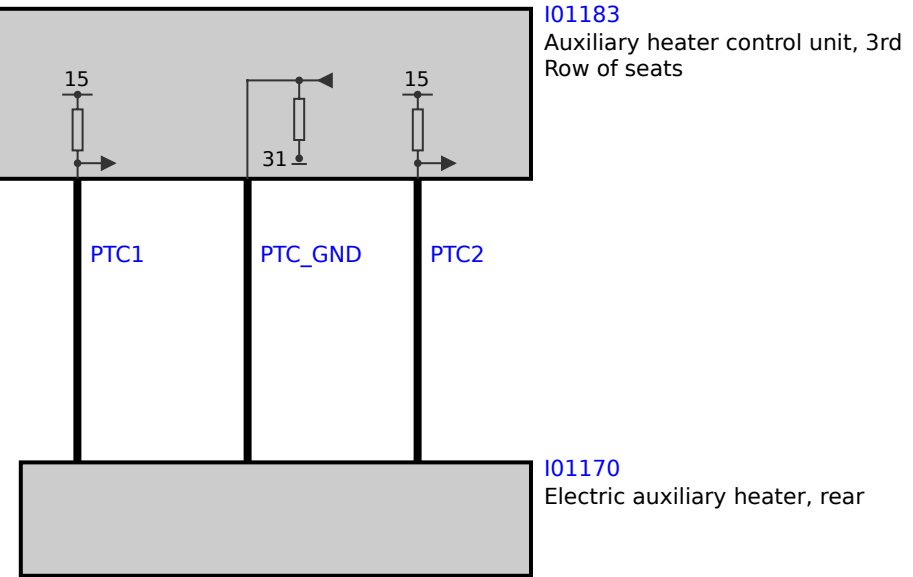 I01183
Auxiliary heater control unit, 3rd
Row of seats
15
15
31
PTC1
PTC_GND
PTC2
I01170
Electric auxiliary heater, rear